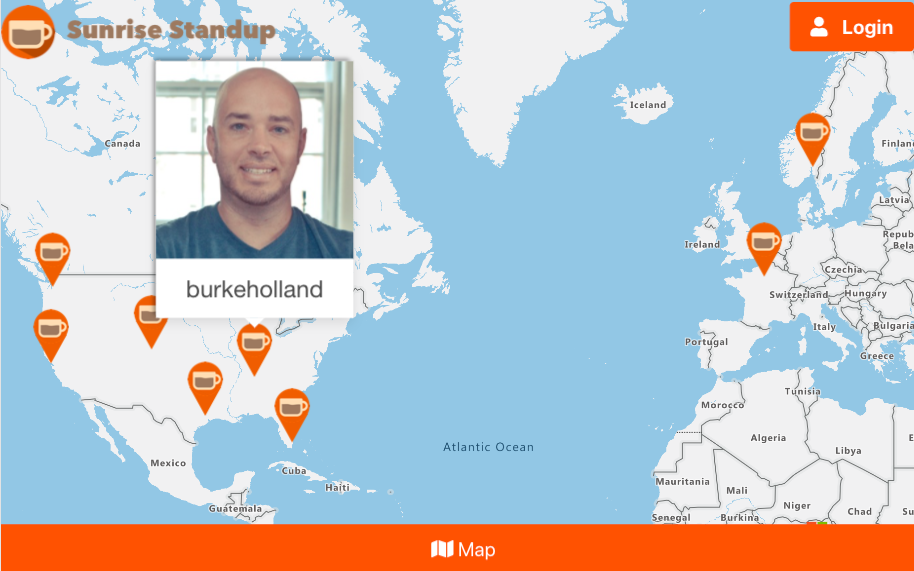 Sunrise Standup
Login
Iceland
Canada
Finlan
Latvia
Ireland
Repub
Bela
Czechia
burkeholland
Switzerland
Hungary
Italy
Bulgaria
Portugal
Greece
Tunisia
Morocco
Algeria
Atlantic Ocean
Libya
E
Mexico
Cuba
Mauritania
Haiti
Mali
Niger
Chad
Su
Guatemala
Senegal
Burkina
Map